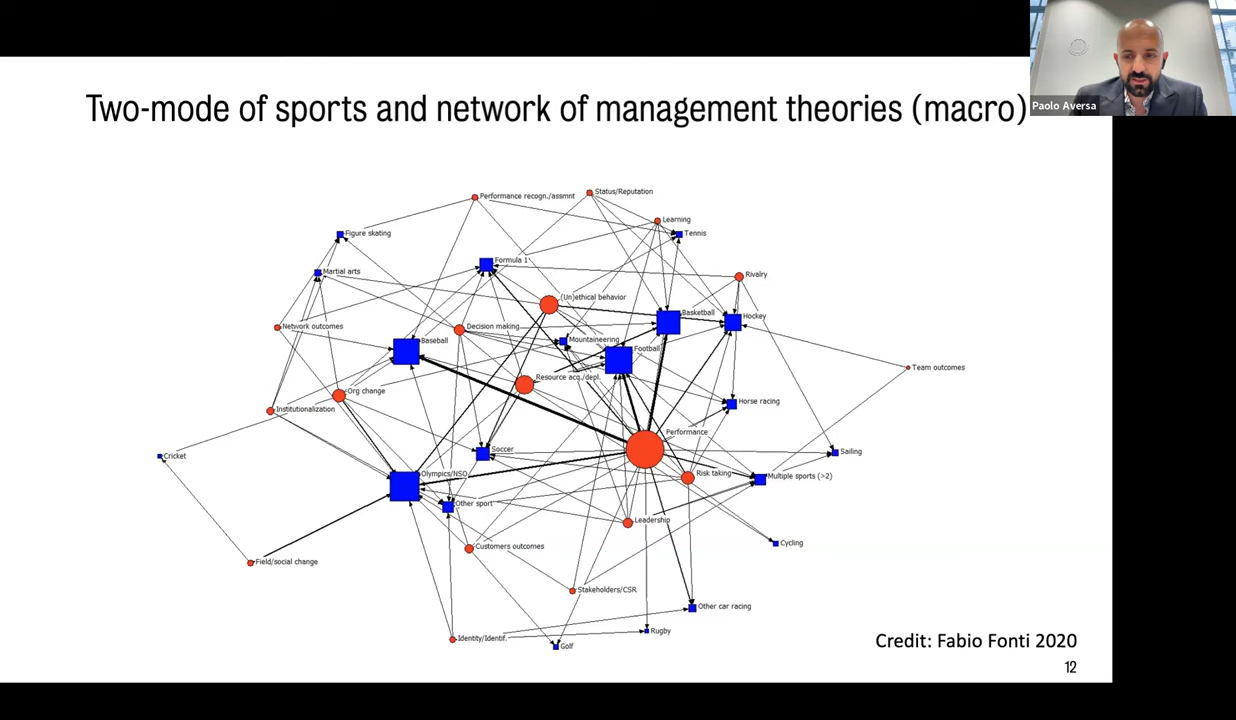 Paolo Aversa
Two-mode of sports and network of management theories (macro)
Performance recogn./assmnt
Status/Reputation
Learning
Figure skating
Tennis
Formula 1
Martial arts
Rivalry
(Un)ethical behavior
Basketball
Hockey
Network outcomes
Decision making
Baseball
Mountaineering
Football
Team outcomes
Resource acq./depl.
Org change
Horse racing
Institutionalization
Performance
Cricket
Soccer
Sailing
Olympics/NSO
Risk taking
Multiple sports (>2)
Other sport
Leadership
Customers outcomes
Cycling
Field/social change
Stakeholders/CSR
Other car racing
Rugby
Identity/Identif.
Golf
Credit: Fabio Fonti 2020
12